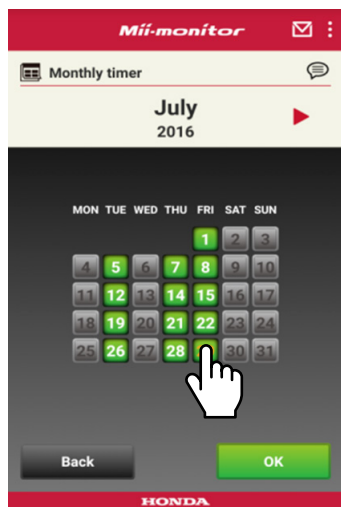 Mii-monitor
Monthly timer
July
2016
MON TUE WED THU FRI SAT SUN
1 2 3
4 5 6 7 8 9 10
11 12 13 14 15 16 17
18 19 20 21 22 23 24
25 26 27 28 30 31
Back OK
HONDA